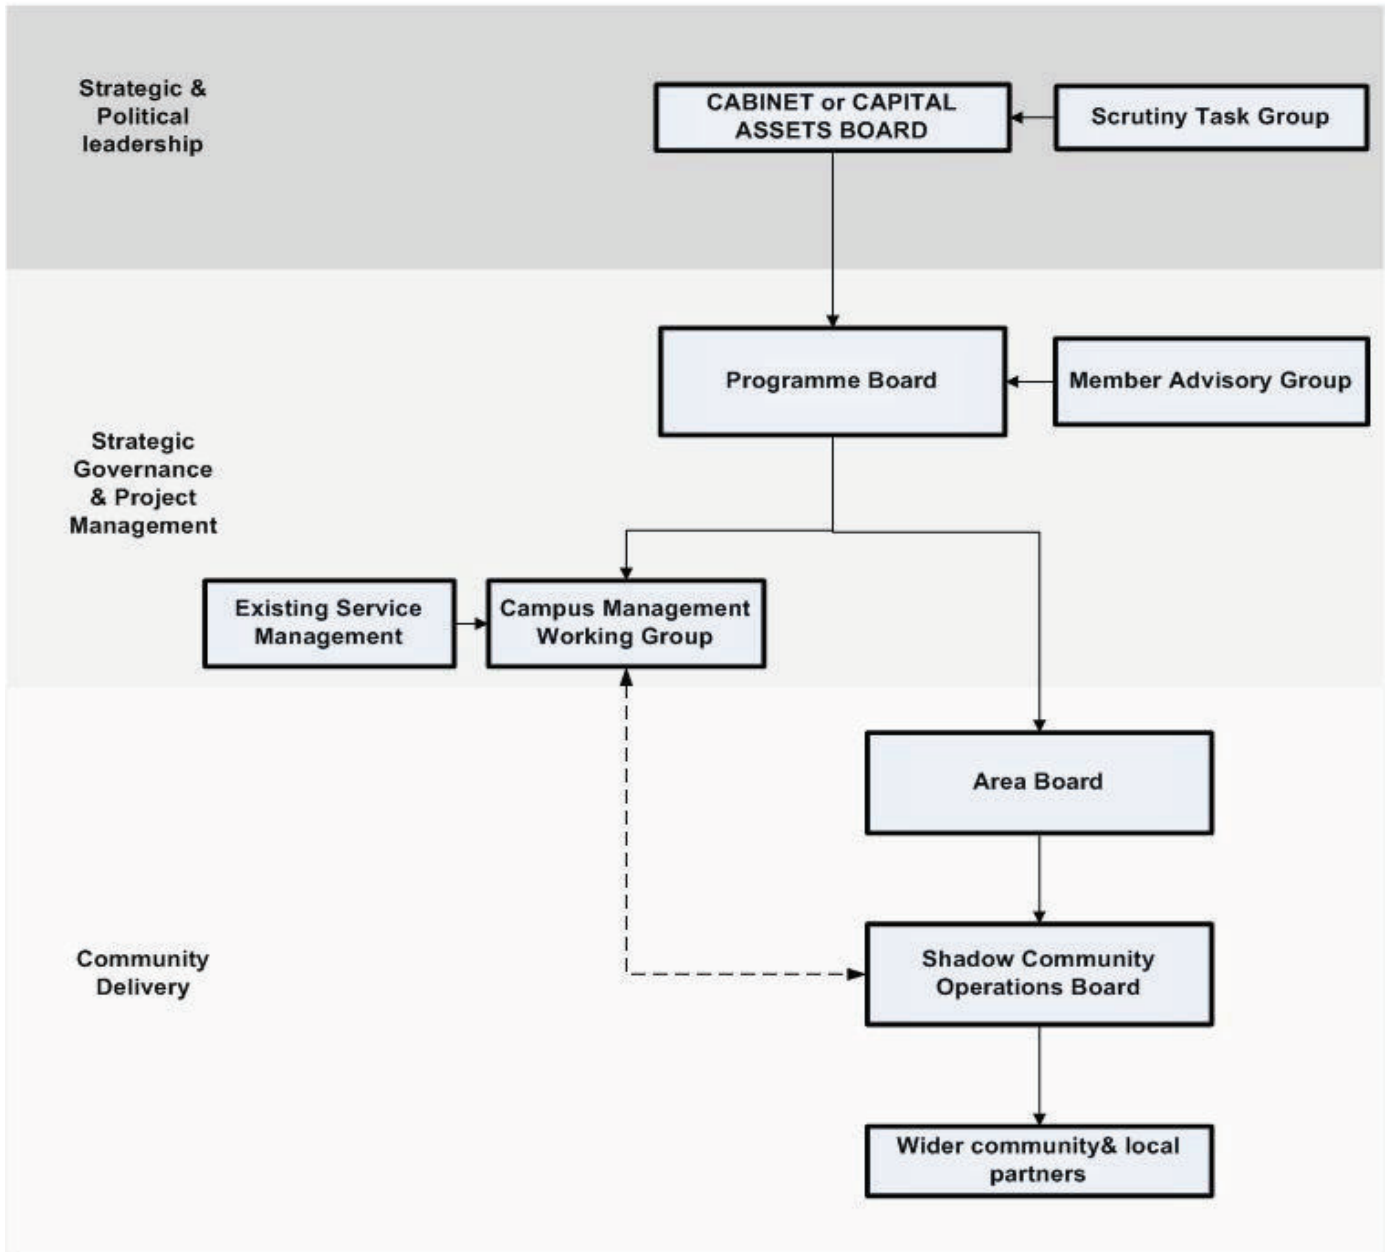 Strategic &
Political
leadership
CABINET or CAPITAL
ASSETS BOARD
Scrutiny Task Group
Programme Board
Member Advisory Group
Strategic
Governance
& Project
Management
Existing Service
Management
Campus Management
Working Group
Area Board
Community
Delivery
Shadow Community
Operations Board
Wider community& local
partners